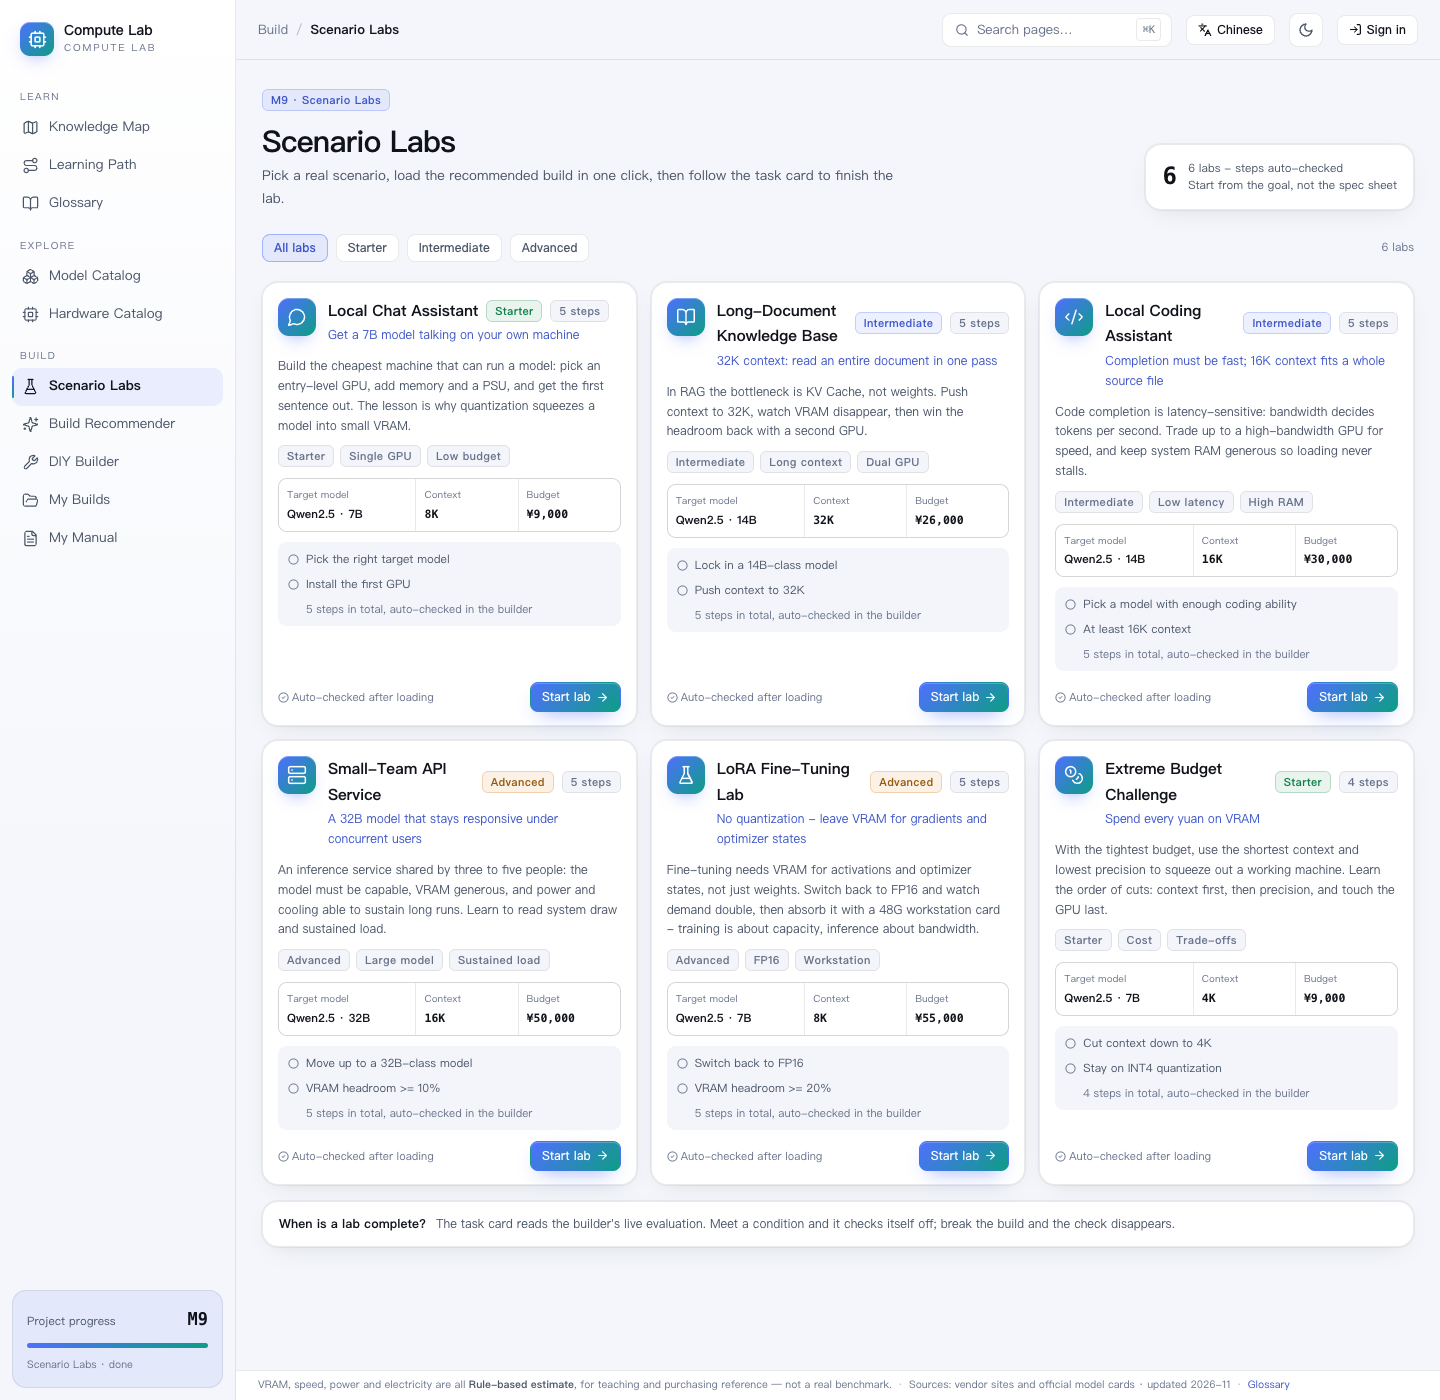 Compute Lab
COMPUTE LAB
LEARN
Knowledge Map
Learning Path
Glossary
EXPLORE
Model Catalog
Hardware Catalog
BUILD
Scenario Labs
Build Recommender
DIY Builder
My Builds
My Manual
Project progress M9
Scenario Labs · done
Build / Scenario Labs
Search pages... ⌘K
Chinese
Sign in
M9 · Scenario Labs
Scenario Labs
Pick a real scenario, load the recommended build in one click, then follow the task card to finish the
lab.
6
6 labs – steps auto-checked
Start from the goal, not the spec sheet
All labs Starter Intermediate Advanced
6 labs
Local Chat Assistant Starter 5 steps
Get a 7B model talking on your own machine
Build the cheapest machine that can run a model: pick an
entry-level GPU, add memory and a PSU, and get the first
sentence out. The lesson is why quantization squeezes a
model into small VRAM.
Starter Single GPU Low budget
Target model Context Budget
Qwen2.5 · 7B 8K ¥9,000
Pick the right target model
Install the first GPU
5 steps in total, auto-checked in the builder
Auto-checked after loading Start lab →
Long-Document
Knowledge Base
Intermediate 5 steps
32K context: read an entire document in one pass
In RAG the bottleneck is KV Cache, not weights. Push
context to 32K, watch VRAM disappear, then win the
headroom back with a second GPU.
Intermediate Long context Dual GPU
Target model Context Budget
Qwen2.5 · 14B 32K ¥26,000
Lock in a 14B-class model
Push context to 32K
5 steps in total, auto-checked in the builder
Auto-checked after loading Start lab →
Local Coding
Assistant
Intermediate 5 steps
Completion must be fast; 16K context fits a whole
source file
Code completion is latency-sensitive: bandwidth decides
tokens per second. Trade up to a high-bandwidth GPU for
speed, and keep system RAM generous so loading never
stalls.
Intermediate Low latency High RAM
Target model Context Budget
Qwen2.5 · 14B 16K ¥30,000
Pick a model with enough coding ability
At least 16K context
5 steps in total, auto-checked in the builder
Auto-checked after loading Start lab →
Small-Team API
Service
Advanced 5 steps
A 32B model that stays responsive under
concurrent users
An inference service shared by three to five people: the
model must be capable, VRAM generous, and power and
cooling able to sustain long runs. Learn to read system draw
and sustained load.
Advanced Large model Sustained load
Target model Context Budget
Qwen2.5 · 32B 16K ¥50,000
Move up to a 32B-class model
VRAM headroom >= 10%
5 steps in total, auto-checked in the builder
Auto-checked after loading Start lab →
LoRA Fine-Tuning
Lab
Advanced 5 steps
No quantization – leave VRAM for gradients and
optimizer states
Fine-tuning needs VRAM for activations and optimizer
states, not just weights. Switch back to FP16 and watch
demand double, then absorb it with a 48G workstation card
– training is about capacity, inference about bandwidth.
Advanced FP16 Workstation
Target model Context Budget
Qwen2.5 · 7B 8K ¥55,000
Switch back to FP16
VRAM headroom >= 20%
5 steps in total, auto-checked in the builder
Auto-checked after loading Start lab →
Extreme Budget
Challenge
Starter 4 steps
Spend every yuan on VRAM
With the tightest budget, use the shortest context and
lowest precision to squeeze out a working machine. Learn
the order of cuts: context first, then precision, and touch the
GPU last.
Starter Cost Trade-offs
Target model Context Budget
Qwen2.5 · 7B 4K ¥9,000
Cut context down to 4K
Stay on INT4 quantization
4 steps in total, auto-checked in the builder
Auto-checked after loading Start lab →
When is a lab complete? The task card reads the builder's live evaluation. Meet a condition and it checks itself off; break the build and the check disappears.
VRAM, speed, power and electricity are all Rule-based estimate, for teaching and purchasing reference — not a real benchmark. · Sources: vendor sites and official model cards · updated 2026-11 · Glossary